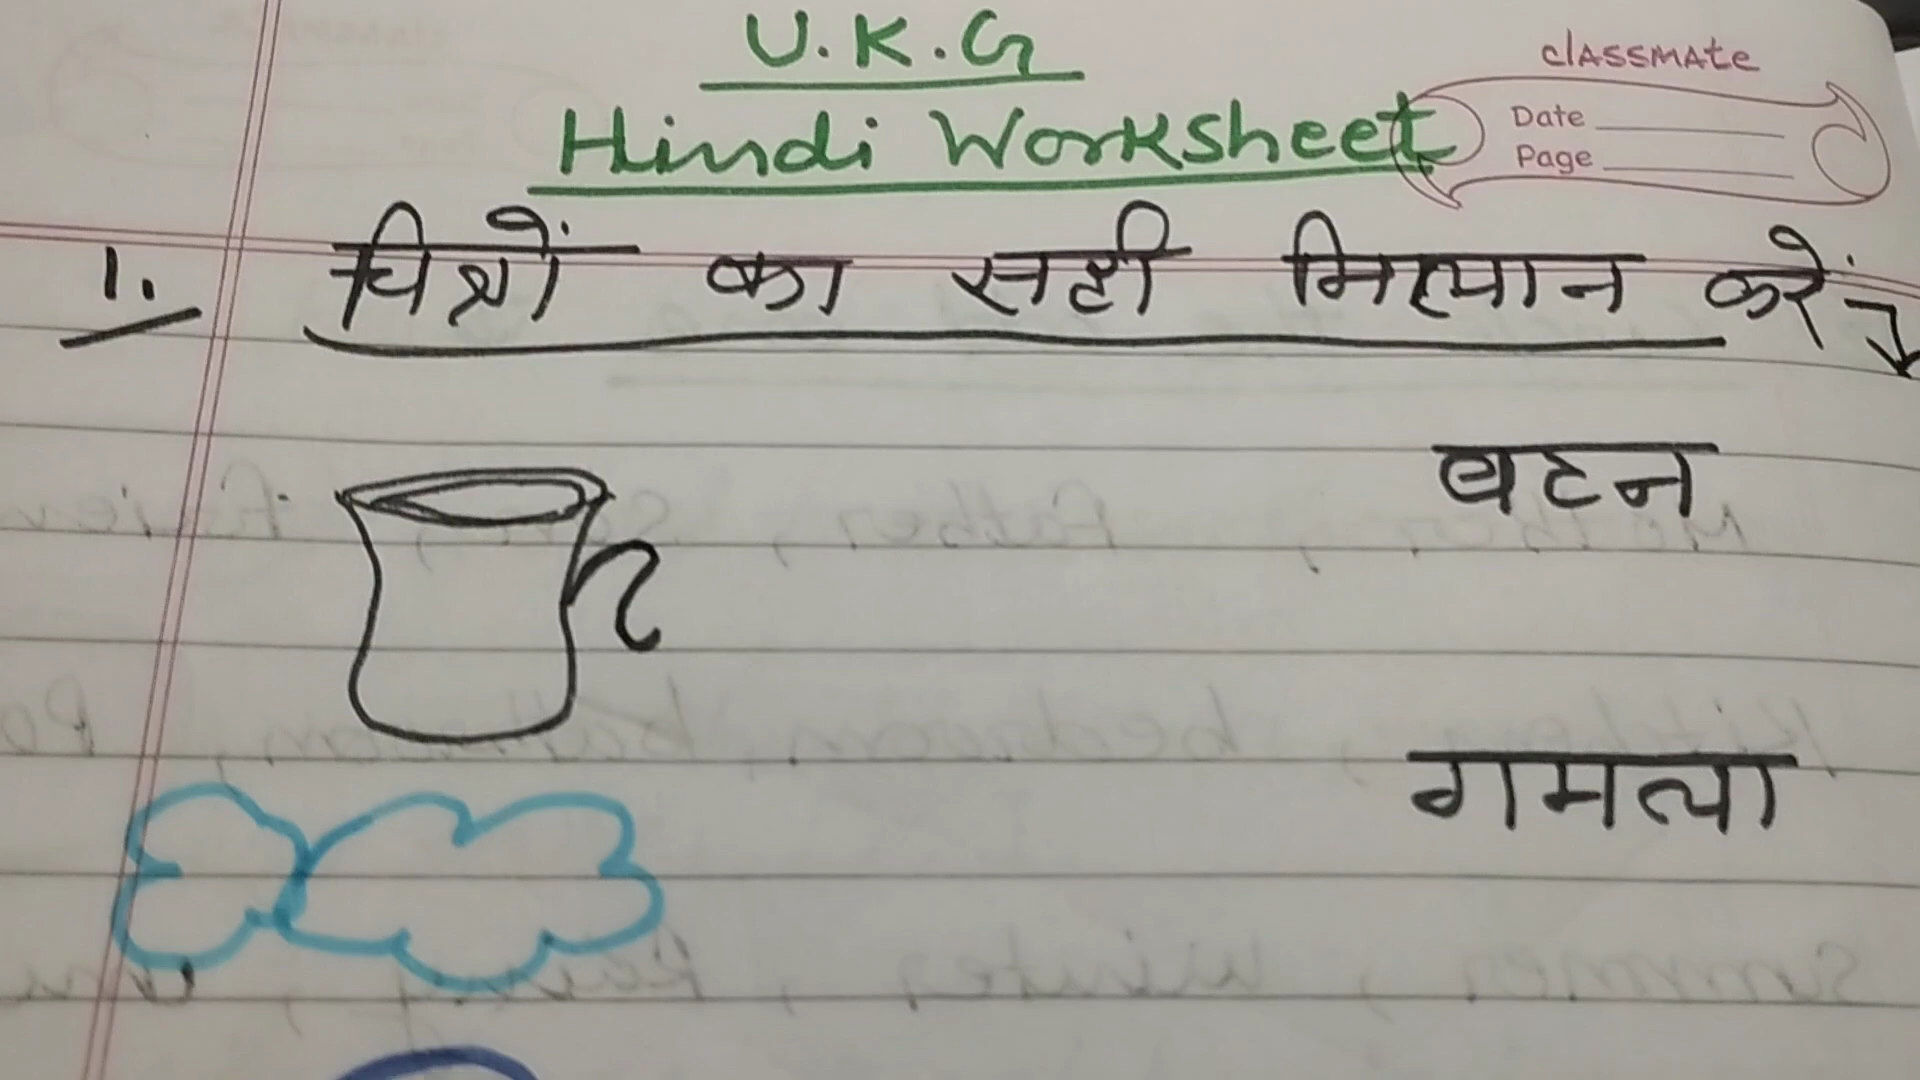 U.K.G
Hindi Worksheet
classmate
Date
Page
1. चित्रों का सही मिलान करें
बटन
गमला